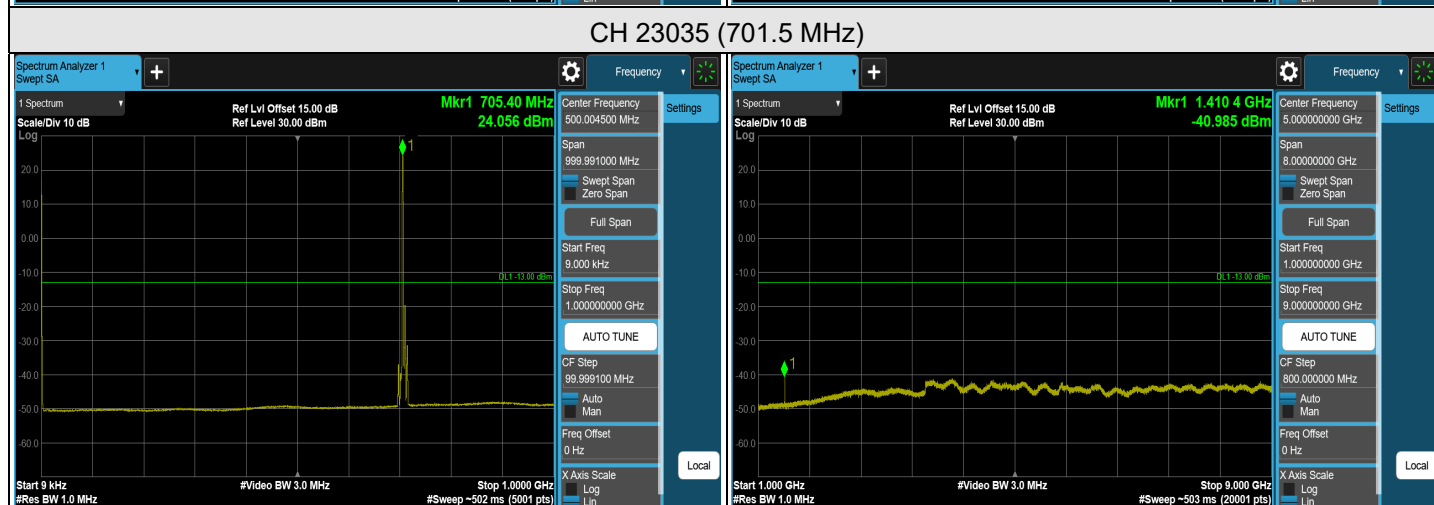 CH 23035 (701.5 MHz)
Spectrum Analyzer 1
Swept SA
+
Frequency
1 Spectrum
Scale/Div 10 dB
Log
Ref Lvl Offset 15.00 dB
Ref Level 30.00 dBm
Mkr1 705.40 MHz
24.056 dBm
1
20.0
10.0
0.00
-10.0
-20.0
-30.0
-40.0
-50.0
-60.0
DL1 -13.00 dBm
Start 9 kHz
#Res BW 1.0 MHz
#Video BW 3.0 MHz
Stop 1.0000 GHz
#Sweep ~502 ms (5001 pts)
Center Frequency
500.004500 MHz
Span
999.991000 MHz
Swept Span
Zero Span
Full Span
Start Freq
9.000 kHz
Stop Freq
1.000000000 GHz
AUTO TUNE
CF Step
99.999100 MHz
Auto
Man
Freq Offset
0 Hz
X Axis Scale
Log
Lin
Settings
Local
Spectrum Analyzer 1
Swept SA
+
Frequency
1 Spectrum
Scale/Div 10 dB
Log
Ref Lvl Offset 15.00 dB
Ref Level 30.00 dBm
Mkr1 1.410 4 GHz
-40.985 dBm
1
20.0
10.0
0.00
-10.0
-20.0
-30.0
-40.0
-50.0
-60.0
DL1 -13.00 dBm
Start 1.000 GHz
#Res BW 1.0 MHz
#Video BW 3.0 MHz
Stop 9.000 GHz
#Sweep ~503 ms (20001 pts)
Center Frequency
5.000000000 GHz
Span
8.00000000 GHz
Swept Span
Zero Span
Full Span
Start Freq
1.000000000 GHz
Stop Freq
9.000000000 GHz
AUTO TUNE
CF Step
800.000000 MHz
Auto
Man
Freq Offset
0 Hz
X Axis Scale
Log
Lin
Settings
Local